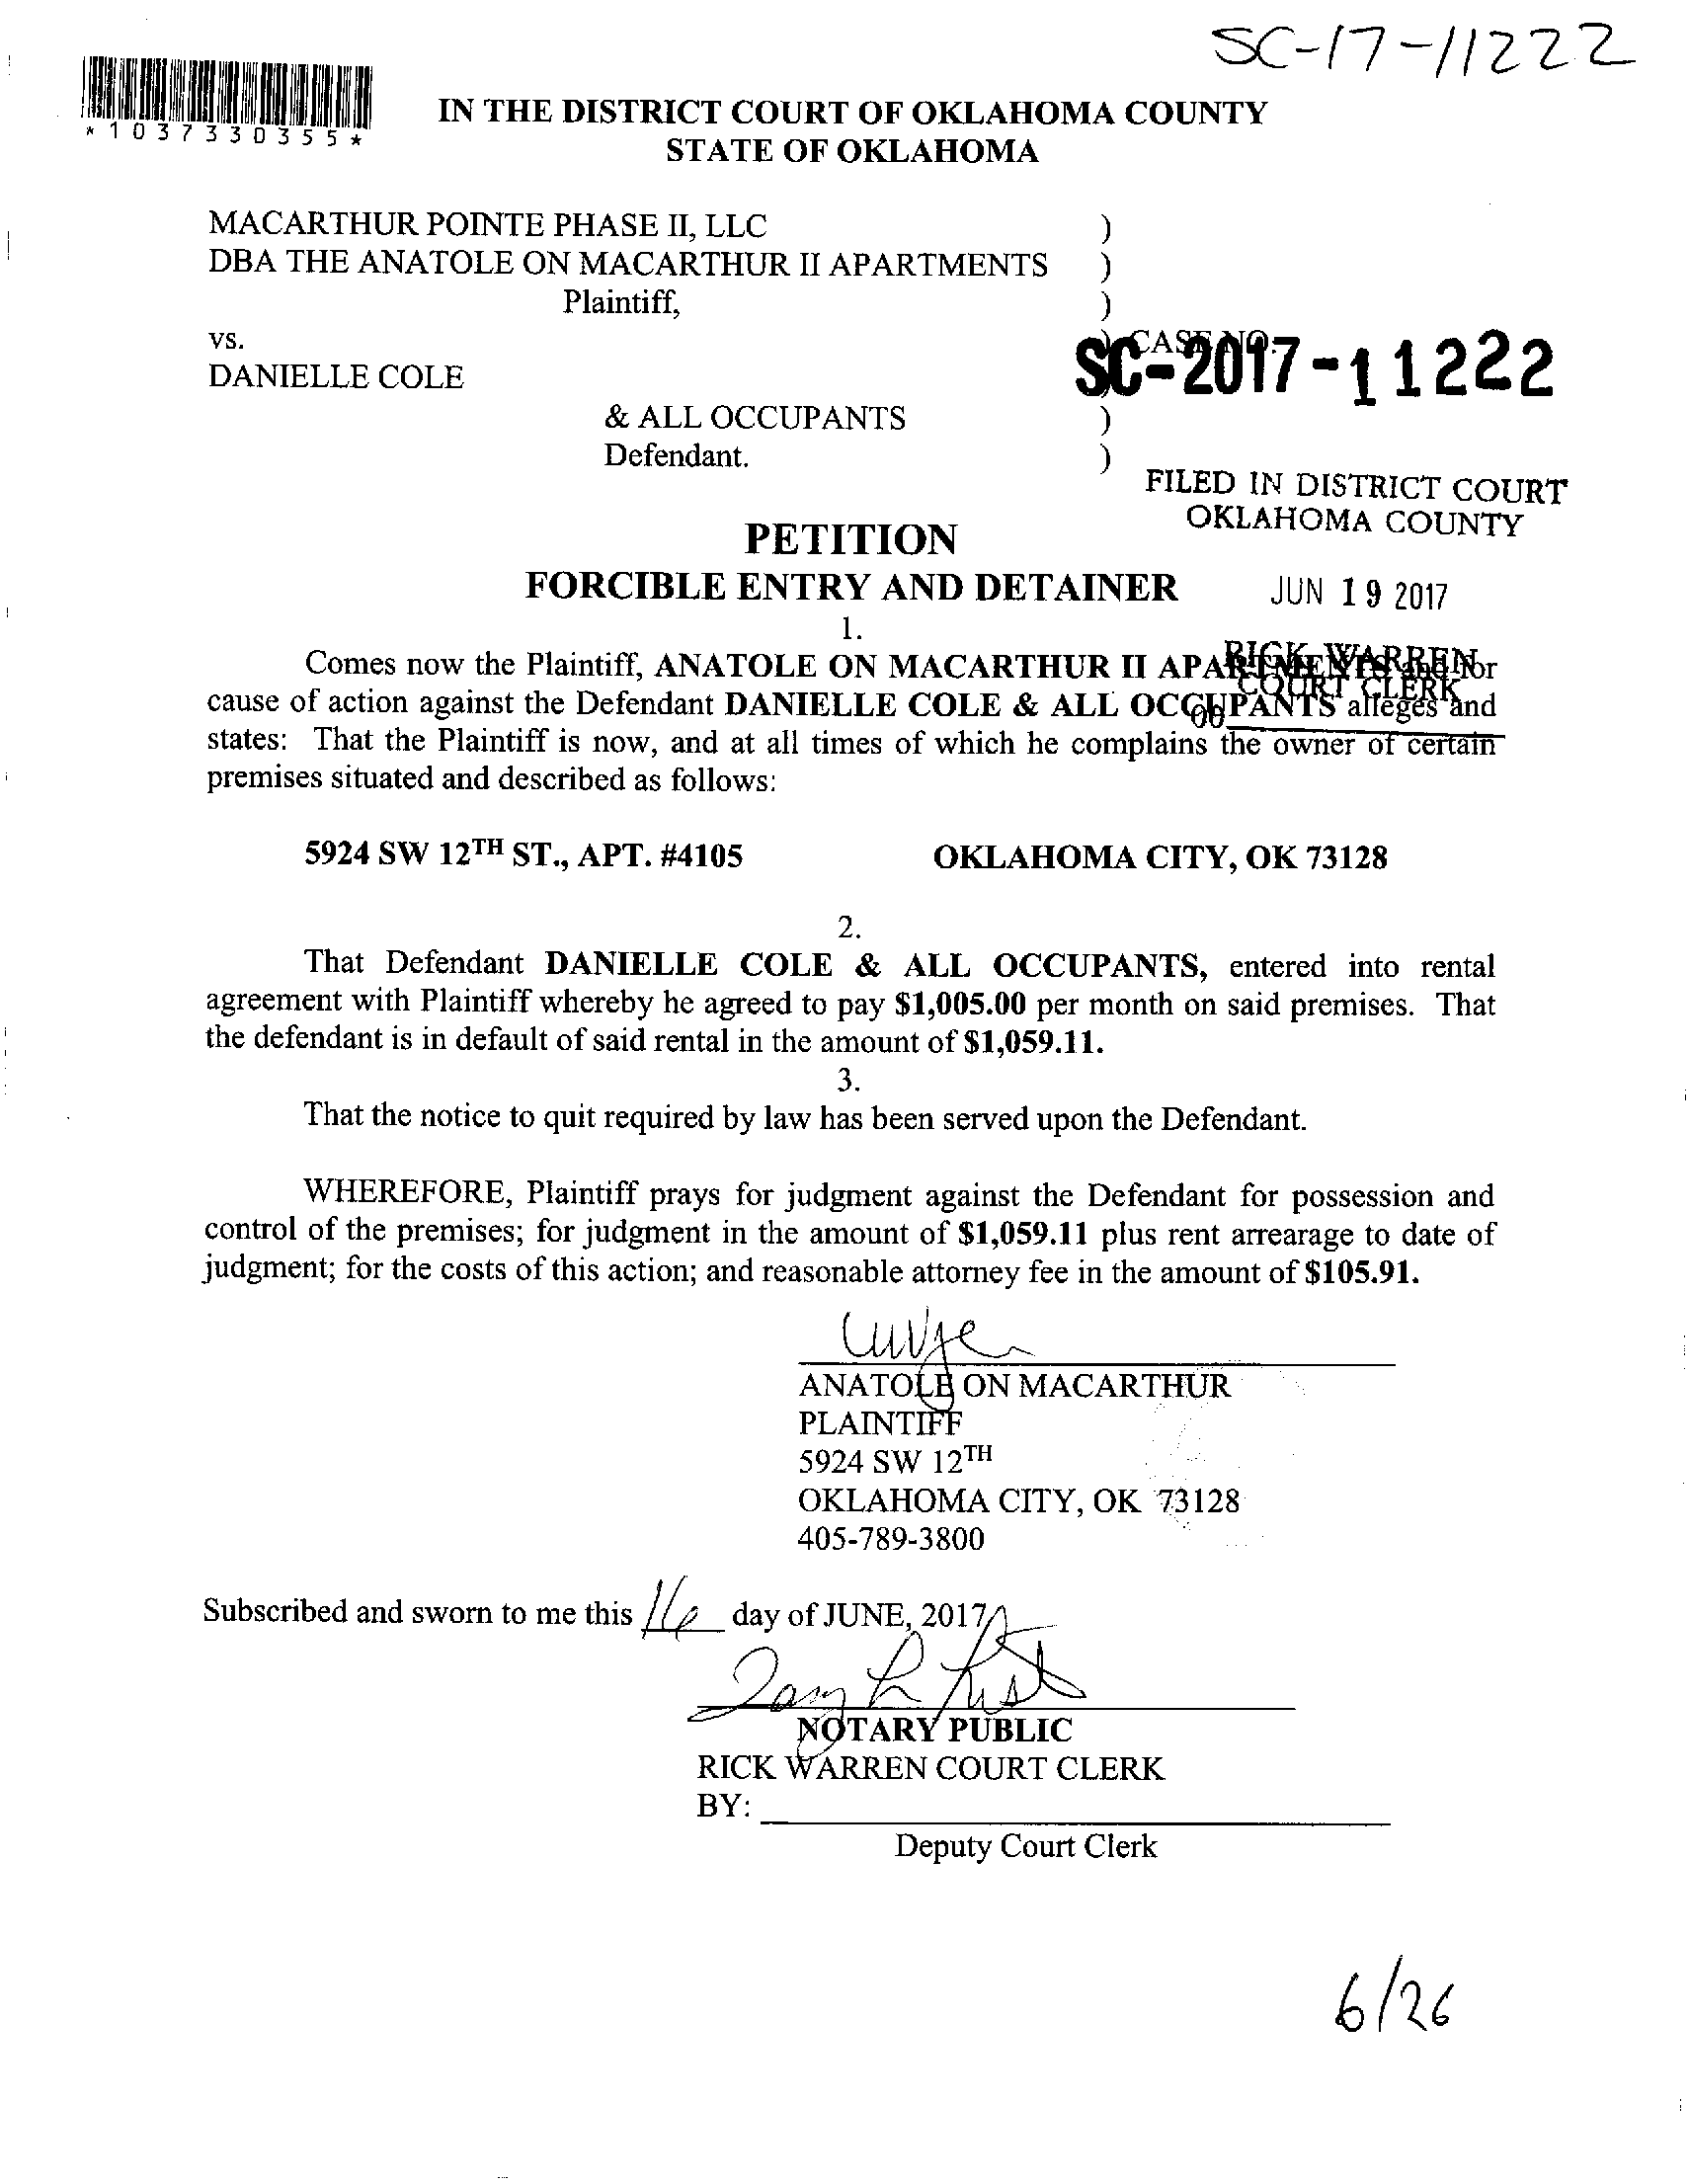 SC-17-11222
*1037330355*
IN THE DISTRICT COURT OF OKLAHOMA COUNTY
STATE OF OKLAHOMA
MACARTHUR POINTE PHASE II, LLC )
DBA THE ANATOLE ON MACARTHUR II APARTMENTS )
Plaintiff, )
vs. ) CASE NO.
SC-2017-11222
DANIELLE COLE )
& ALL OCCUPANTS )
Defendant. )
FILED IN DISTRICT COURT
OKLAHOMA COUNTY
PETITION
FORCIBLE ENTRY AND DETAINER
JUN 19 2017
1.
RICK WARREN
COURT CLERK
Comes now the Plaintiff, ANATOLE ON MACARTHUR II APARTMENTS and for
cause of action against the Defendant DANIELLE COLE & ALL OCCUPANTS alleges and
states: That the Plaintiff is now, and at all times of which he complains the owner of certain
premises situated and described as follows:
5924 SW 12TH ST., APT. #4105 OKLAHOMA CITY, OK 73128
2.
That Defendant DANIELLE COLE & ALL OCCUPANTS, entered into rental
agreement with Plaintiff whereby he agreed to pay $1,005.00 per month on said premises. That
the defendant is in default of said rental in the amount of $1,059.11.
3.
That the notice to quit required by law has been served upon the Defendant.
WHEREFORE, Plaintiff prays for judgment against the Defendant for possession and
control of the premises; for judgment in the amount of $1,059.11 plus rent arrearage to date of
judgment; for the costs of this action; and reasonable attorney fee in the amount of $105.91.
ANATOLE ON MACARTHUR
PLAINTIFF
5924 SW 12TH
OKLAHOMA CITY, OK 73128
405-789-3800
Subscribed and sworn to me this 16 day of JUNE, 2017
NOTARY PUBLIC
RICK WARREN COURT CLERK
BY:
Deputy Court Clerk
6/26